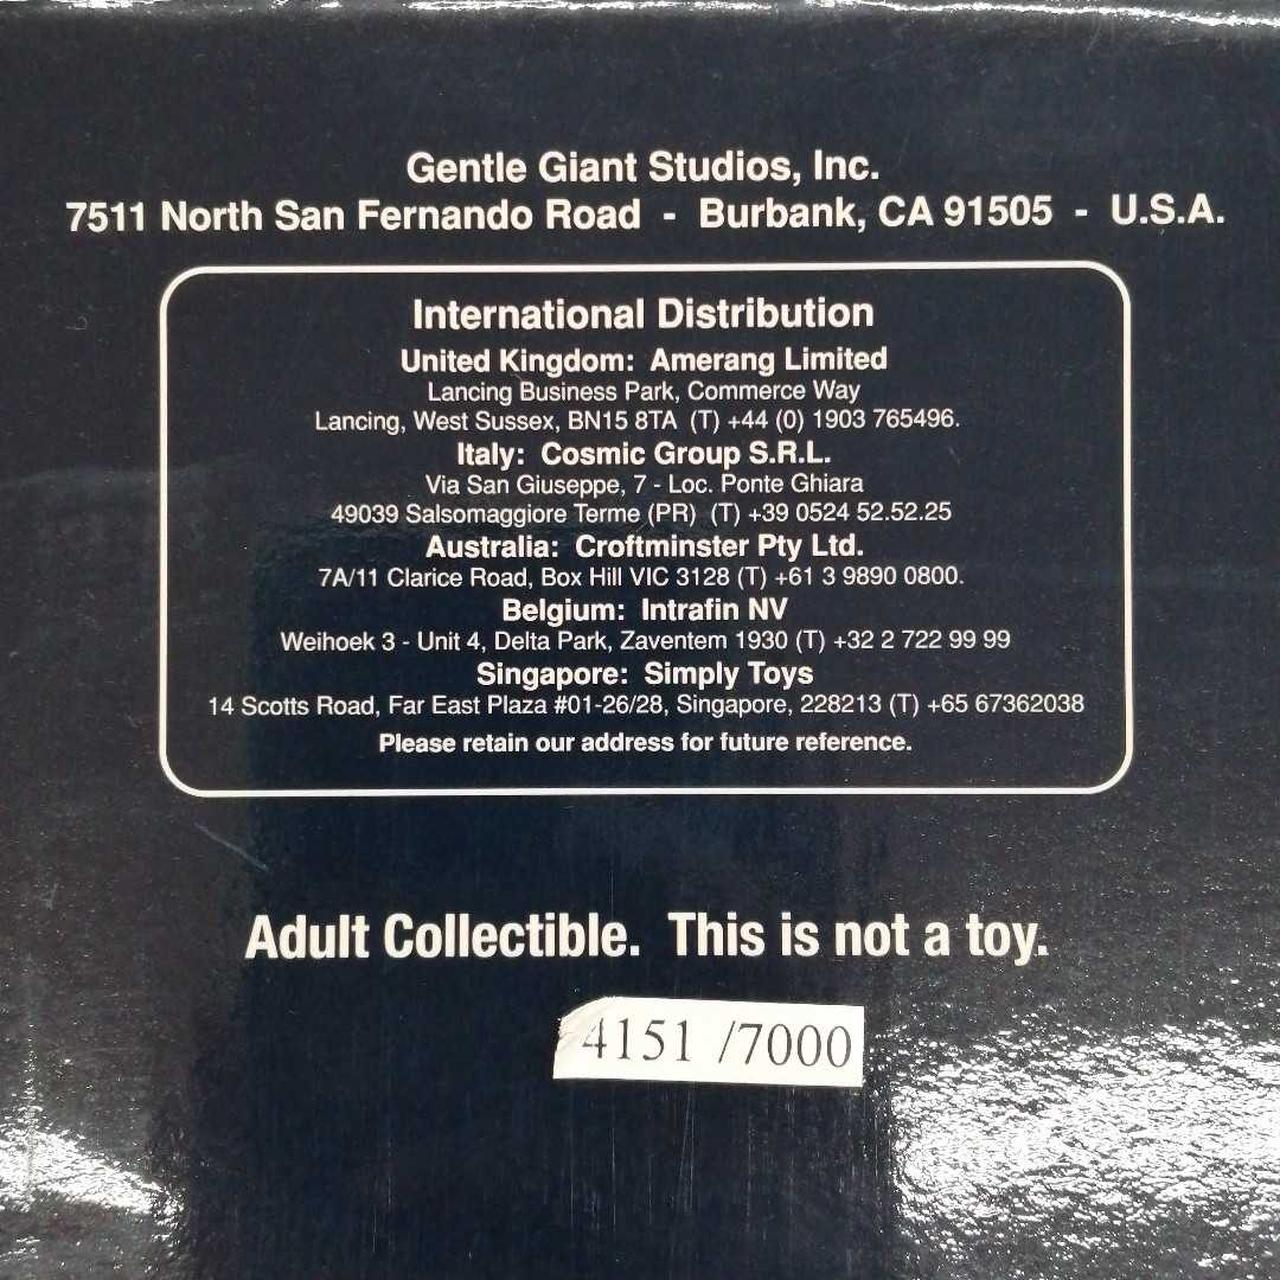 Gentle Giant Studios, Inc.
7511 North San Fernando Road - Burbank, CA 91505 - U.S.A.
International Distribution
United Kingdom: Amerang Limited
Lancing Business Park, Commerce Way
Lancing, West Sussex, BN15 8TA (T) +44 (0) 1903 765496.
Italy: Cosmic Group S.R.L.
Via San Giuseppe, 7 - Loc. Ponte Ghiara
49039 Salsomaggiore Terme (PR) (T) +39 0524 52.52.25
Australia: Croftminster Pty Ltd.
7A/11 Clarice Road, Box Hill VIC 3128 (T) +61 3 9890 0800.
Belgium: Intrafin NV
Weihoek 3 - Unit 4, Delta Park, Zaventem 1930 (T) +32 2 722 99 99
Singapore: Simply Toys
14 Scotts Road, Far East Plaza #01-26/28, Singapore, 228213 (T) +65 67362038
Please retain our address for future reference.
Adult Collectible. This is not a toy.
4151 /7000